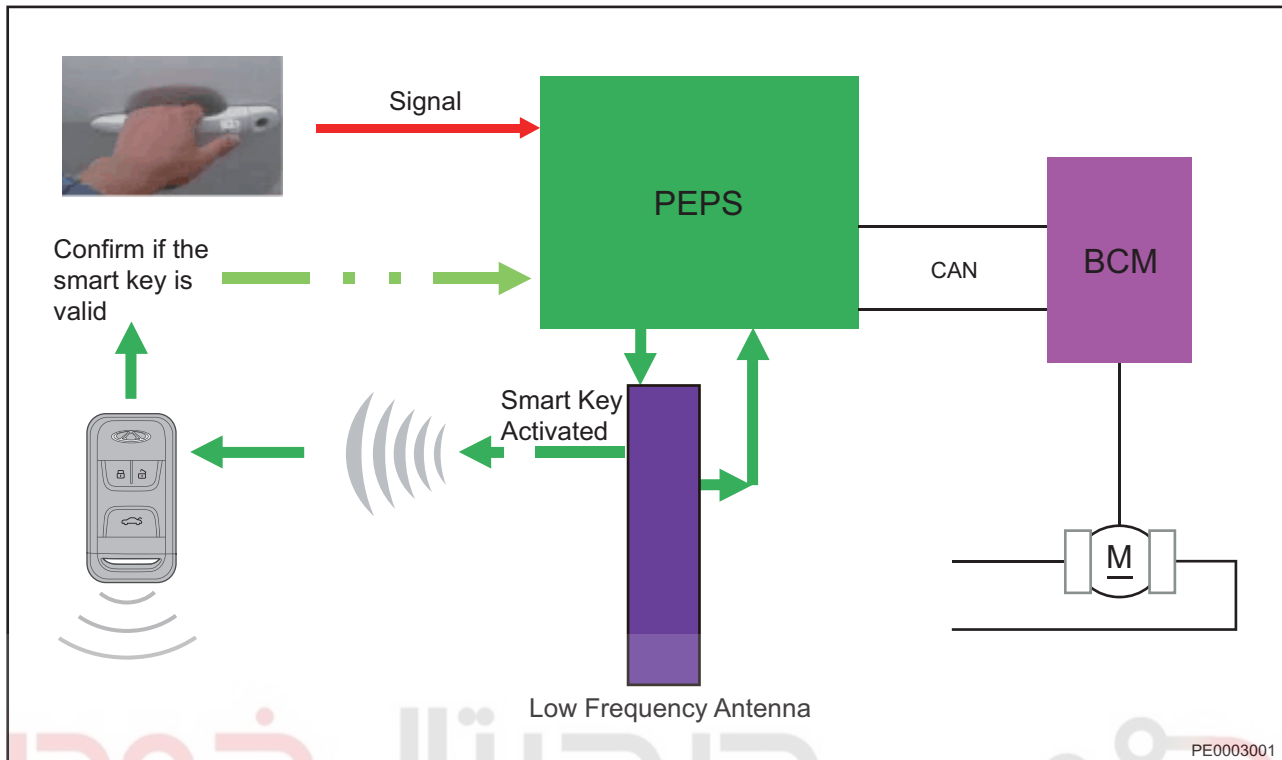 Signal
PEPS
Confirm if the
smart key is
valid
CAN
BCM
Smart Key
Activated
M
Low Frequency Antenna
PE0003001